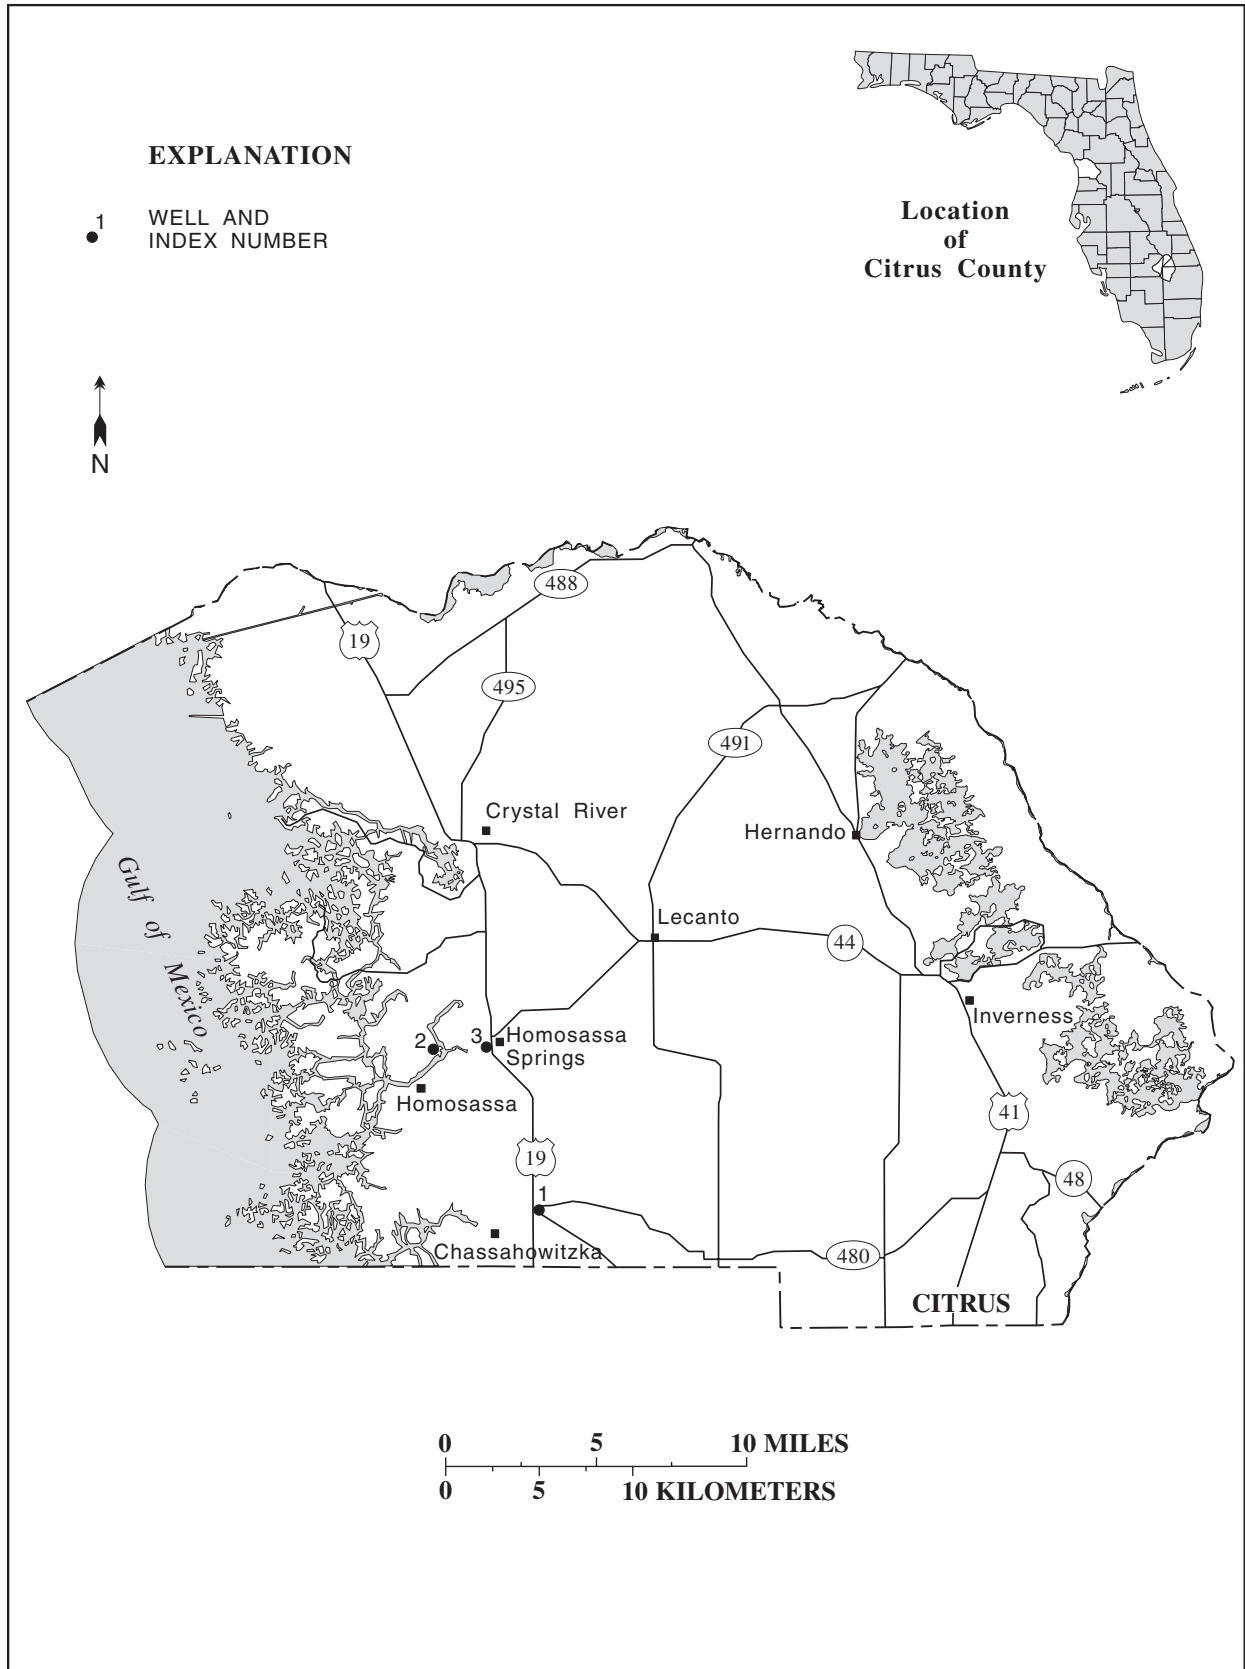 EXPLANATION
1
WELL AND
INDEX NUMBER
N
Location
of
Citrus County
488
19
495
491
Crystal River
Hernando
Gulf of Mexico
Lecanto
44
Inverness
2
3
Homosassa
Springs
Homosassa
41
19
48
1
Chassahowitzka
480
CITRUS
0 5 10 MILES
0 5 10 KILOMETERS